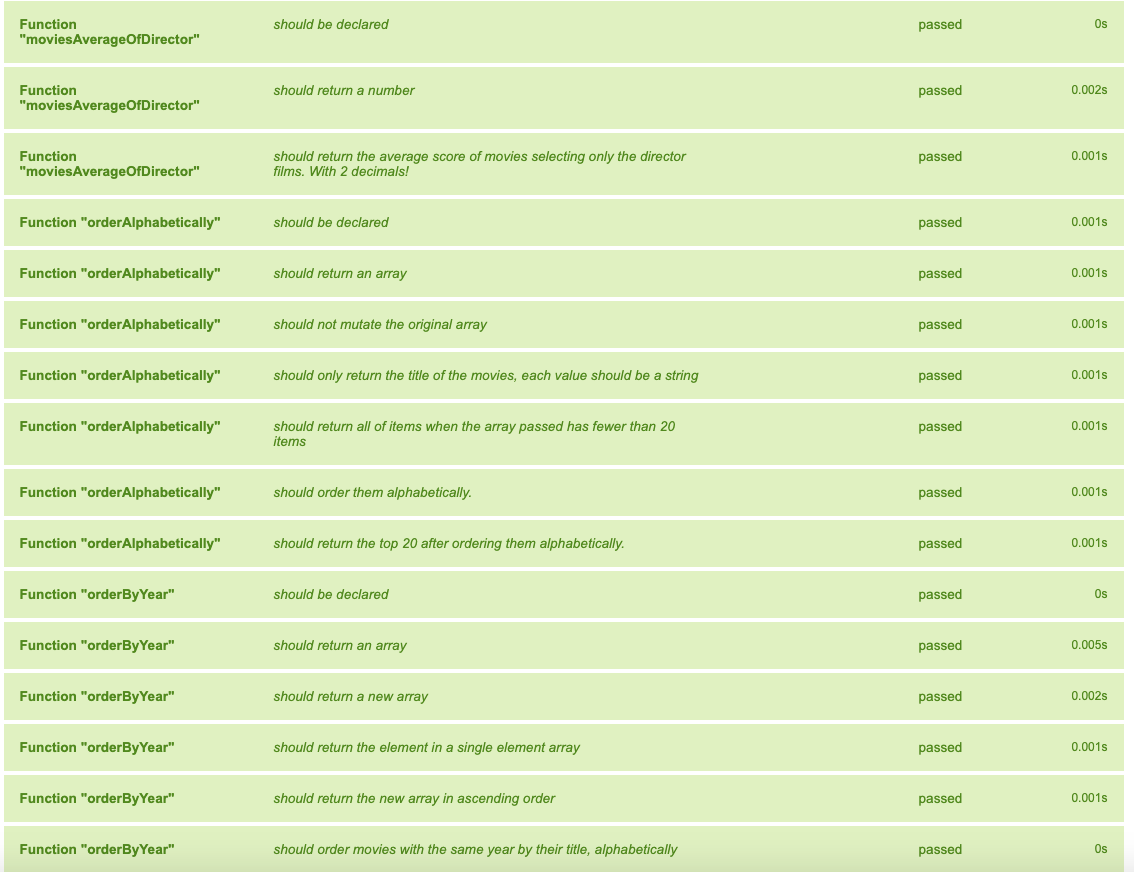 Function should be declared passed 0s
"moviesAverageOfDirector"
Function should return a number passed 0.002s
"moviesAverageOfDirector"
Function should return the average score of movies selecting only the director passed 0.001s
"moviesAverageOfDirector" films. With 2 decimals!
Function "orderAlphabetically" should be declared passed 0.001s
Function "orderAlphabetically" should return an array passed 0.001s
Function "orderAlphabetically" should not mutate the original array passed 0.001s
Function "orderAlphabetically" should only return the title of the movies, each value should be a string passed 0.001s
Function "orderAlphabetically" should return all of items when the array passed has fewer than 20 passed 0.001s
items
Function "orderAlphabetically" should order them alphabetically. passed 0.001s
Function "orderAlphabetically" should return the top 20 after ordering them alphabetically. passed 0.001s
Function "orderByYear" should be declared passed 0s
Function "orderByYear" should return an array passed 0.005s
Function "orderByYear" should return a new array passed 0.002s
Function "orderByYear" should return the element in a single element array passed 0.001s
Function "orderByYear" should return the new array in ascending order passed 0.001s
Function "orderByYear" should order movies with the same year by their title, alphabetically passed 0s